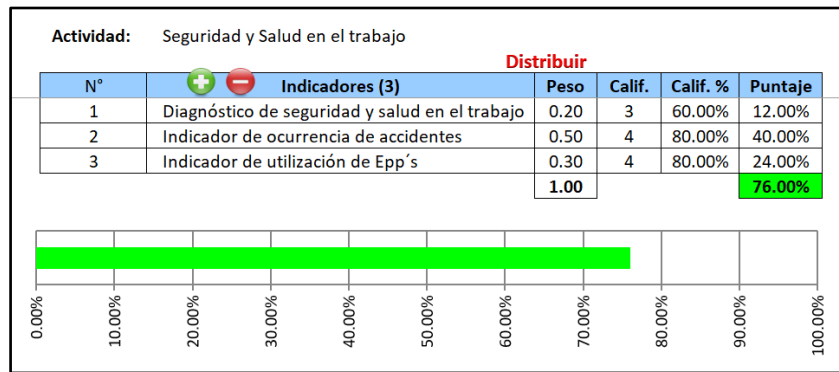 Actividad: Seguridad y Salud en el trabajo
Distribuir
N° Indicadores (3) Peso Calif. Calif. % Puntaje
1 Diagnóstico de seguridad y salud en el trabajo 0.20 3 60.00% 12.00%
2 Indicador de ocurrencia de accidentes 0.50 4 80.00% 40.00%
3 Indicador de utilización de Epp´s 0.30 4 80.00% 24.00%
1.00 76.00%
0.00% 10.00% 20.00% 30.00% 40.00% 50.00% 60.00% 70.00% 80.00% 90.00% 100.00%